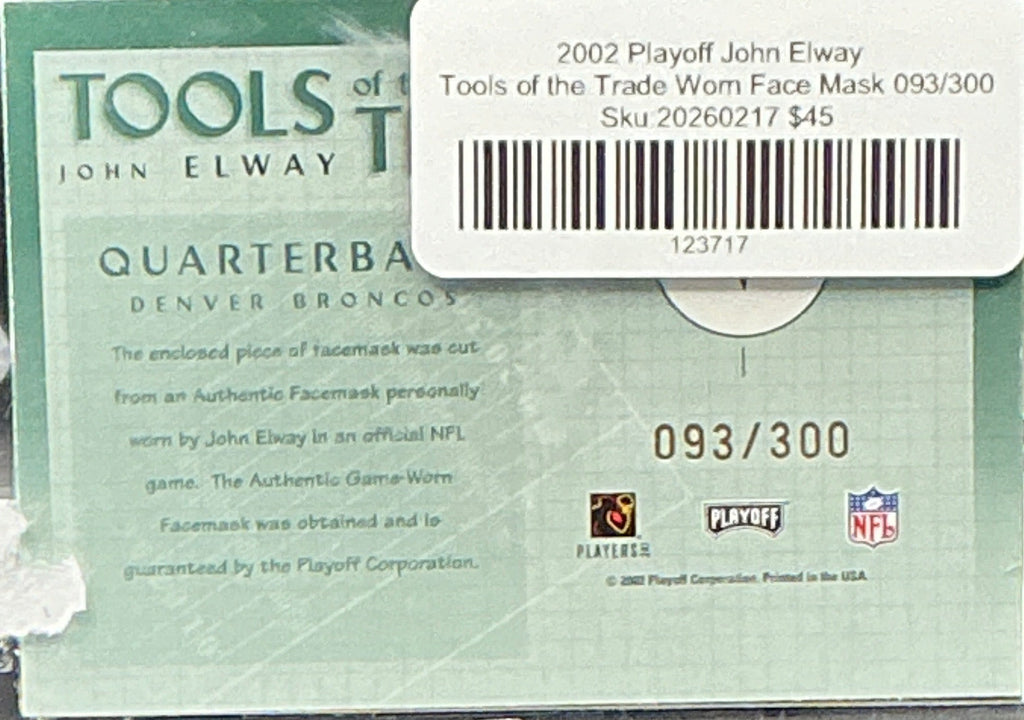 2002 Playoff John Elway
Tools of the Trade Worn Face Mask 093/300
Sku:20260217 $45
123717
TOOLS of t
T
JOHN ELWAY
QUARTERBA
DENVER BRONCOS
The enclosed piece of facemask was cut
from an Authentic Facemask personally
worn by John Elway in an official NFL
game. The Authentic Game-Worn
Facemask was obtained and is
guaranteed by the Playoff Corporation.
093/300
PLAYERS INC
PLAYOFF
NFL
© 2002 Playoff Corporation. Printed in the USA